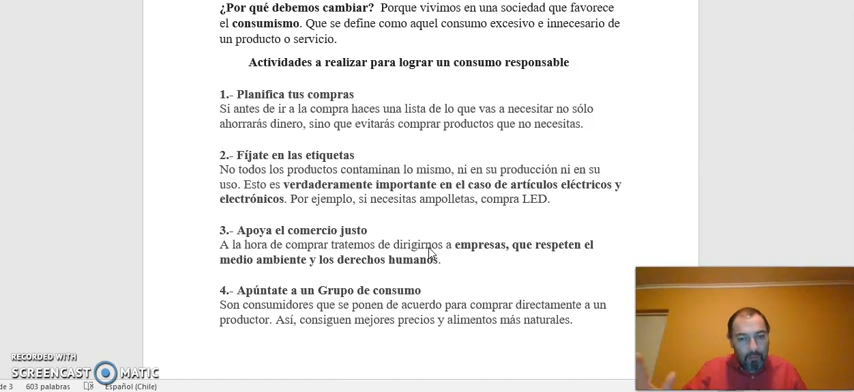 ¿Por qué debemos cambiar? Porque vivimos en una sociedad que favorece
el consumismo. Que se define como aquel consumo excesivo e innecesario de
un producto o servicio.
Actividades a realizar para lograr un consumo responsable
1.- Planifica tus compras
Si antes de ir a la compra haces una lista de lo que vas a necesitar no sólo
ahorrarás dinero, sino que evitarás comprar productos que no necesitas.
2.- Fíjate en las etiquetas
No todos los productos contaminan lo mismo, ni en su producción ni en su
uso. Esto es verdaderamente importante en el caso de artículos eléctricos y
electrónicos. Por ejemplo, si necesitas ampolletas, compra LED.
3.- Apoya el comercio justo
A la hora de comprar tratemos de dirigirnos a empresas, que respeten el
medio ambiente y los derechos humanos.
4.- Apúntate a un Grupo de consumo
Son consumidores que se ponen de acuerdo para comprar directamente a un
productor. Así, consiguen mejores precios y alimentos más naturales.
RECORDED WITH
SCREENCAST MATIC
de 3 603 palabras Español (Chile)